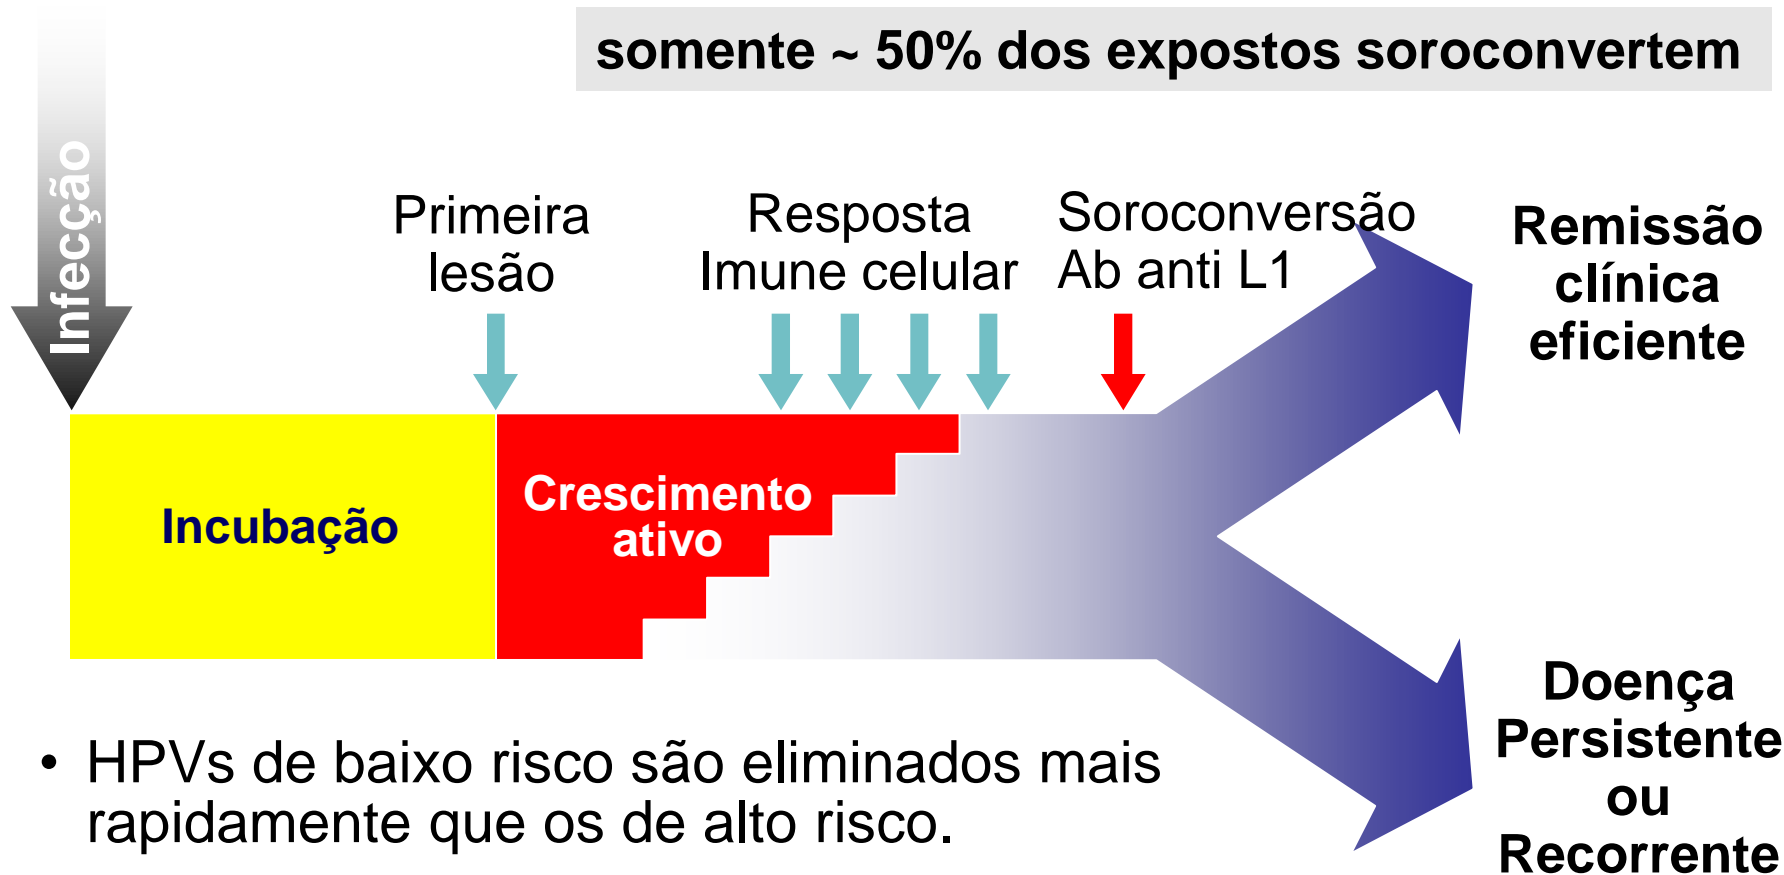 somente ~ 50% dos expostos soroconvertem
Infecção
Primeira
lesão
Resposta
Imune celular
Soroconversão
Ab anti L1
Remissão
clínica
eficiente
Incubação
Crescimento
ativo
Doença
Persistente
ou
Recorrente
• HPVs de baixo risco são eliminados mais
rapidamente que os de alto risco.